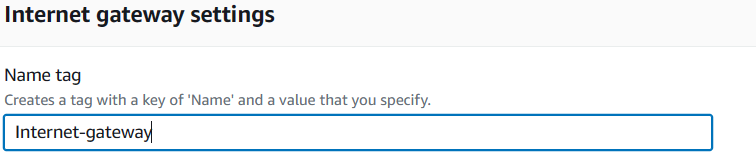 Internet gateway settings
Name tag
Creates a tag with a key of 'Name' and a value that you specify.
Internet-gateway